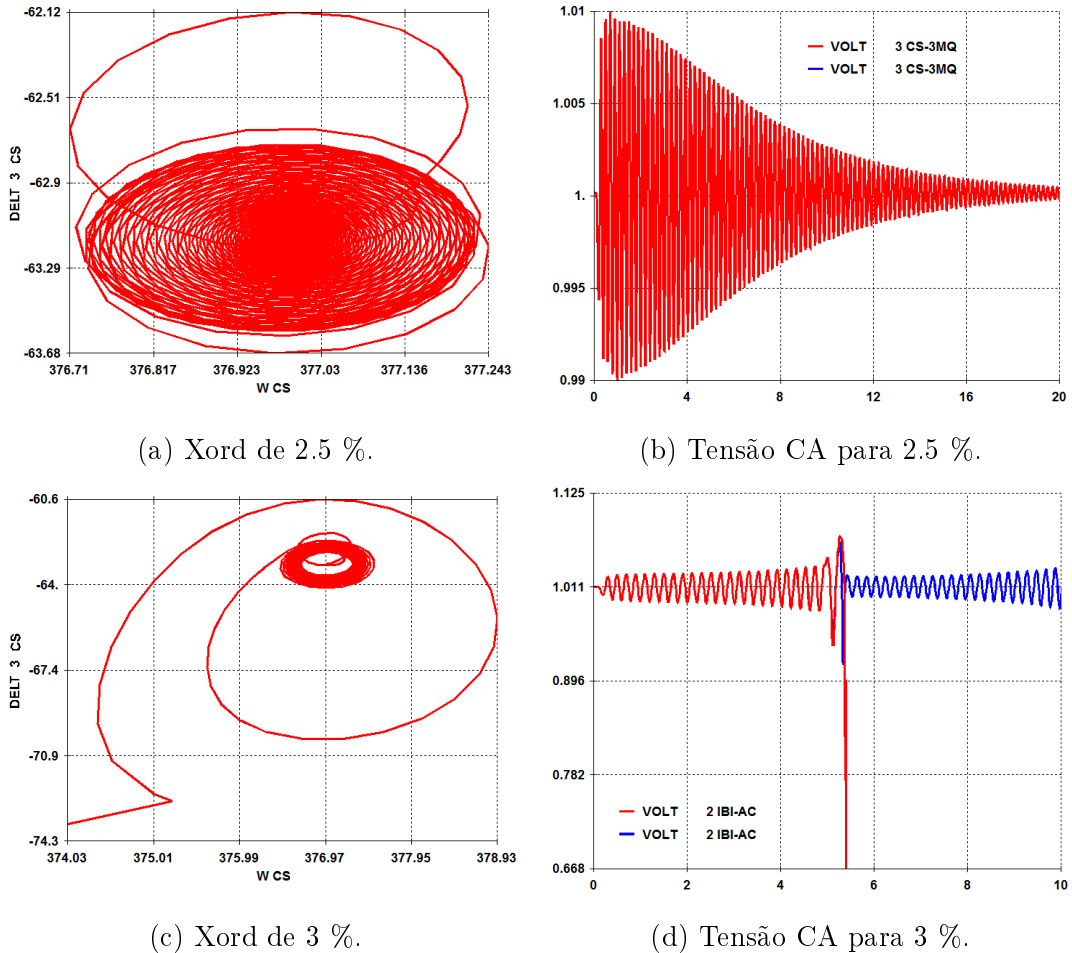 -62.12
-62.51
-62.9
-63.29
-63.68
DELT 3 CS
376.71 376.817 376.923 377.03 377.136 377.243
W CS
1.01
1.005
1.
0.995
0.99
VOLT 3 CS-3MQ
VOLT 3 CS-3MQ
0 4 8 12 16 20
(a) Xord de 2.5 %.
(b) Tensão CA para 2.5 %.
-60.6
-64.
-67.4
-70.9
-74.3
DELT 3 CS
374.03 375.01 375.99 376.97 377.95 378.93
W CS
1.125
1.011
0.896
0.782
0.668
VOLT 2 IBI-AC
VOLT 2 IBI-AC
0 2 4 6 8 10
(c) Xord de 3 %.
(d) Tensão CA para 3 %.